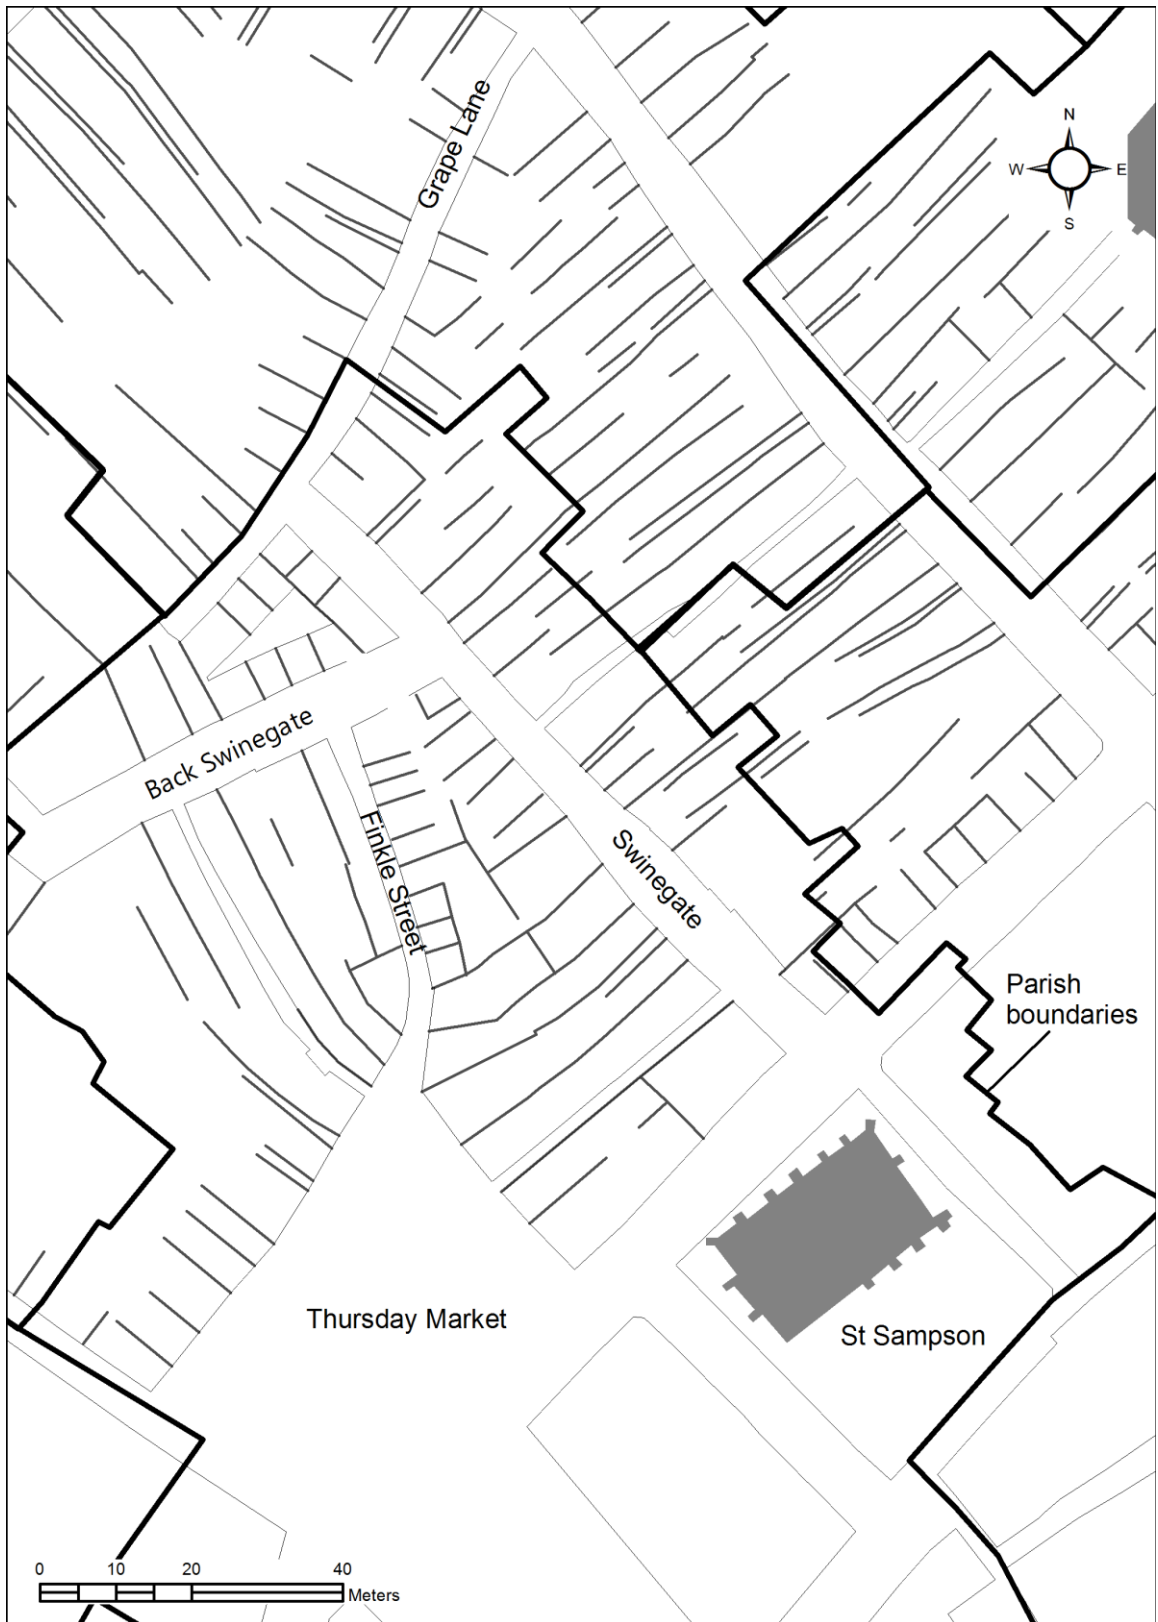 Grape Lane
N
W
E
S
Back Swinegate
Finkle Street
Swinegate
Parish
boundaries
Thursday Market
St Sampson
0 10 20 40
Meters